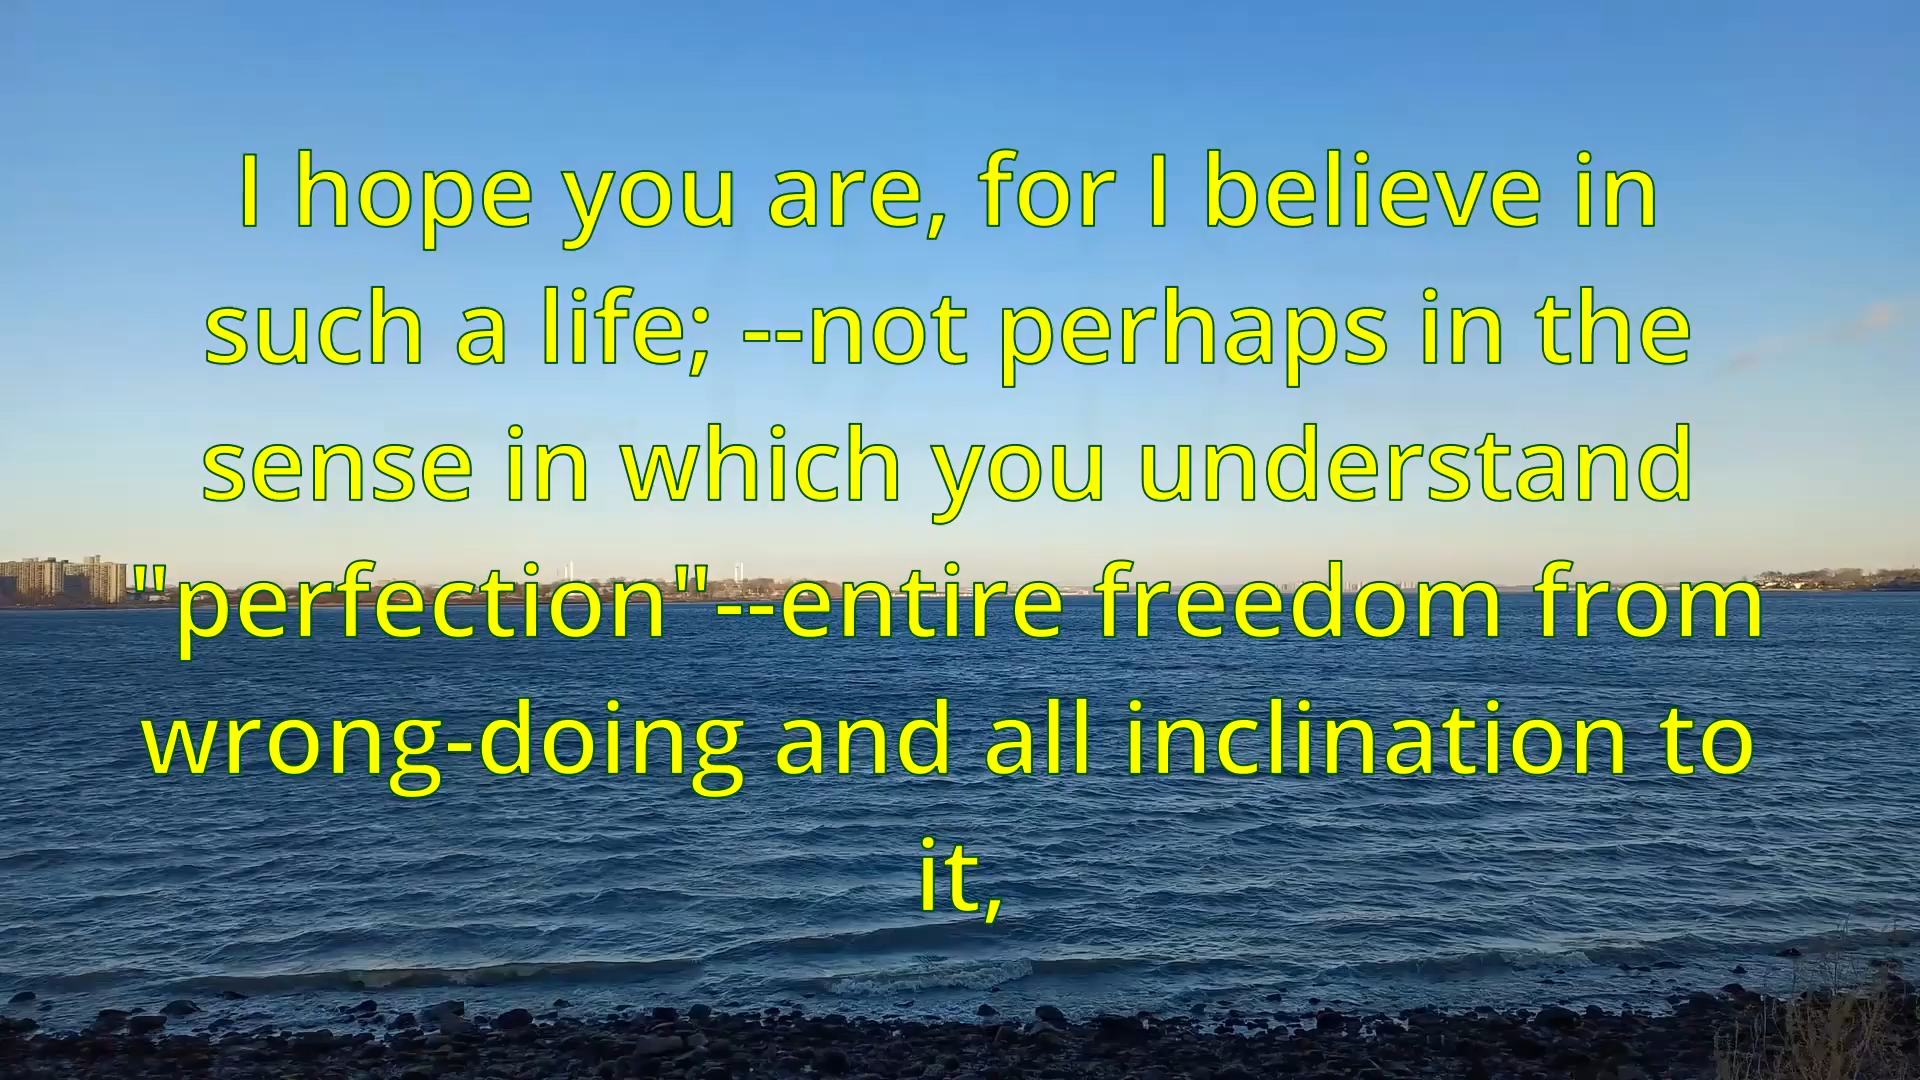 I hope you are, for I believe in
such a life; --not perhaps in the
sense in which you understand
"perfection"--entire freedom from
wrong-doing and all inclination to
it,